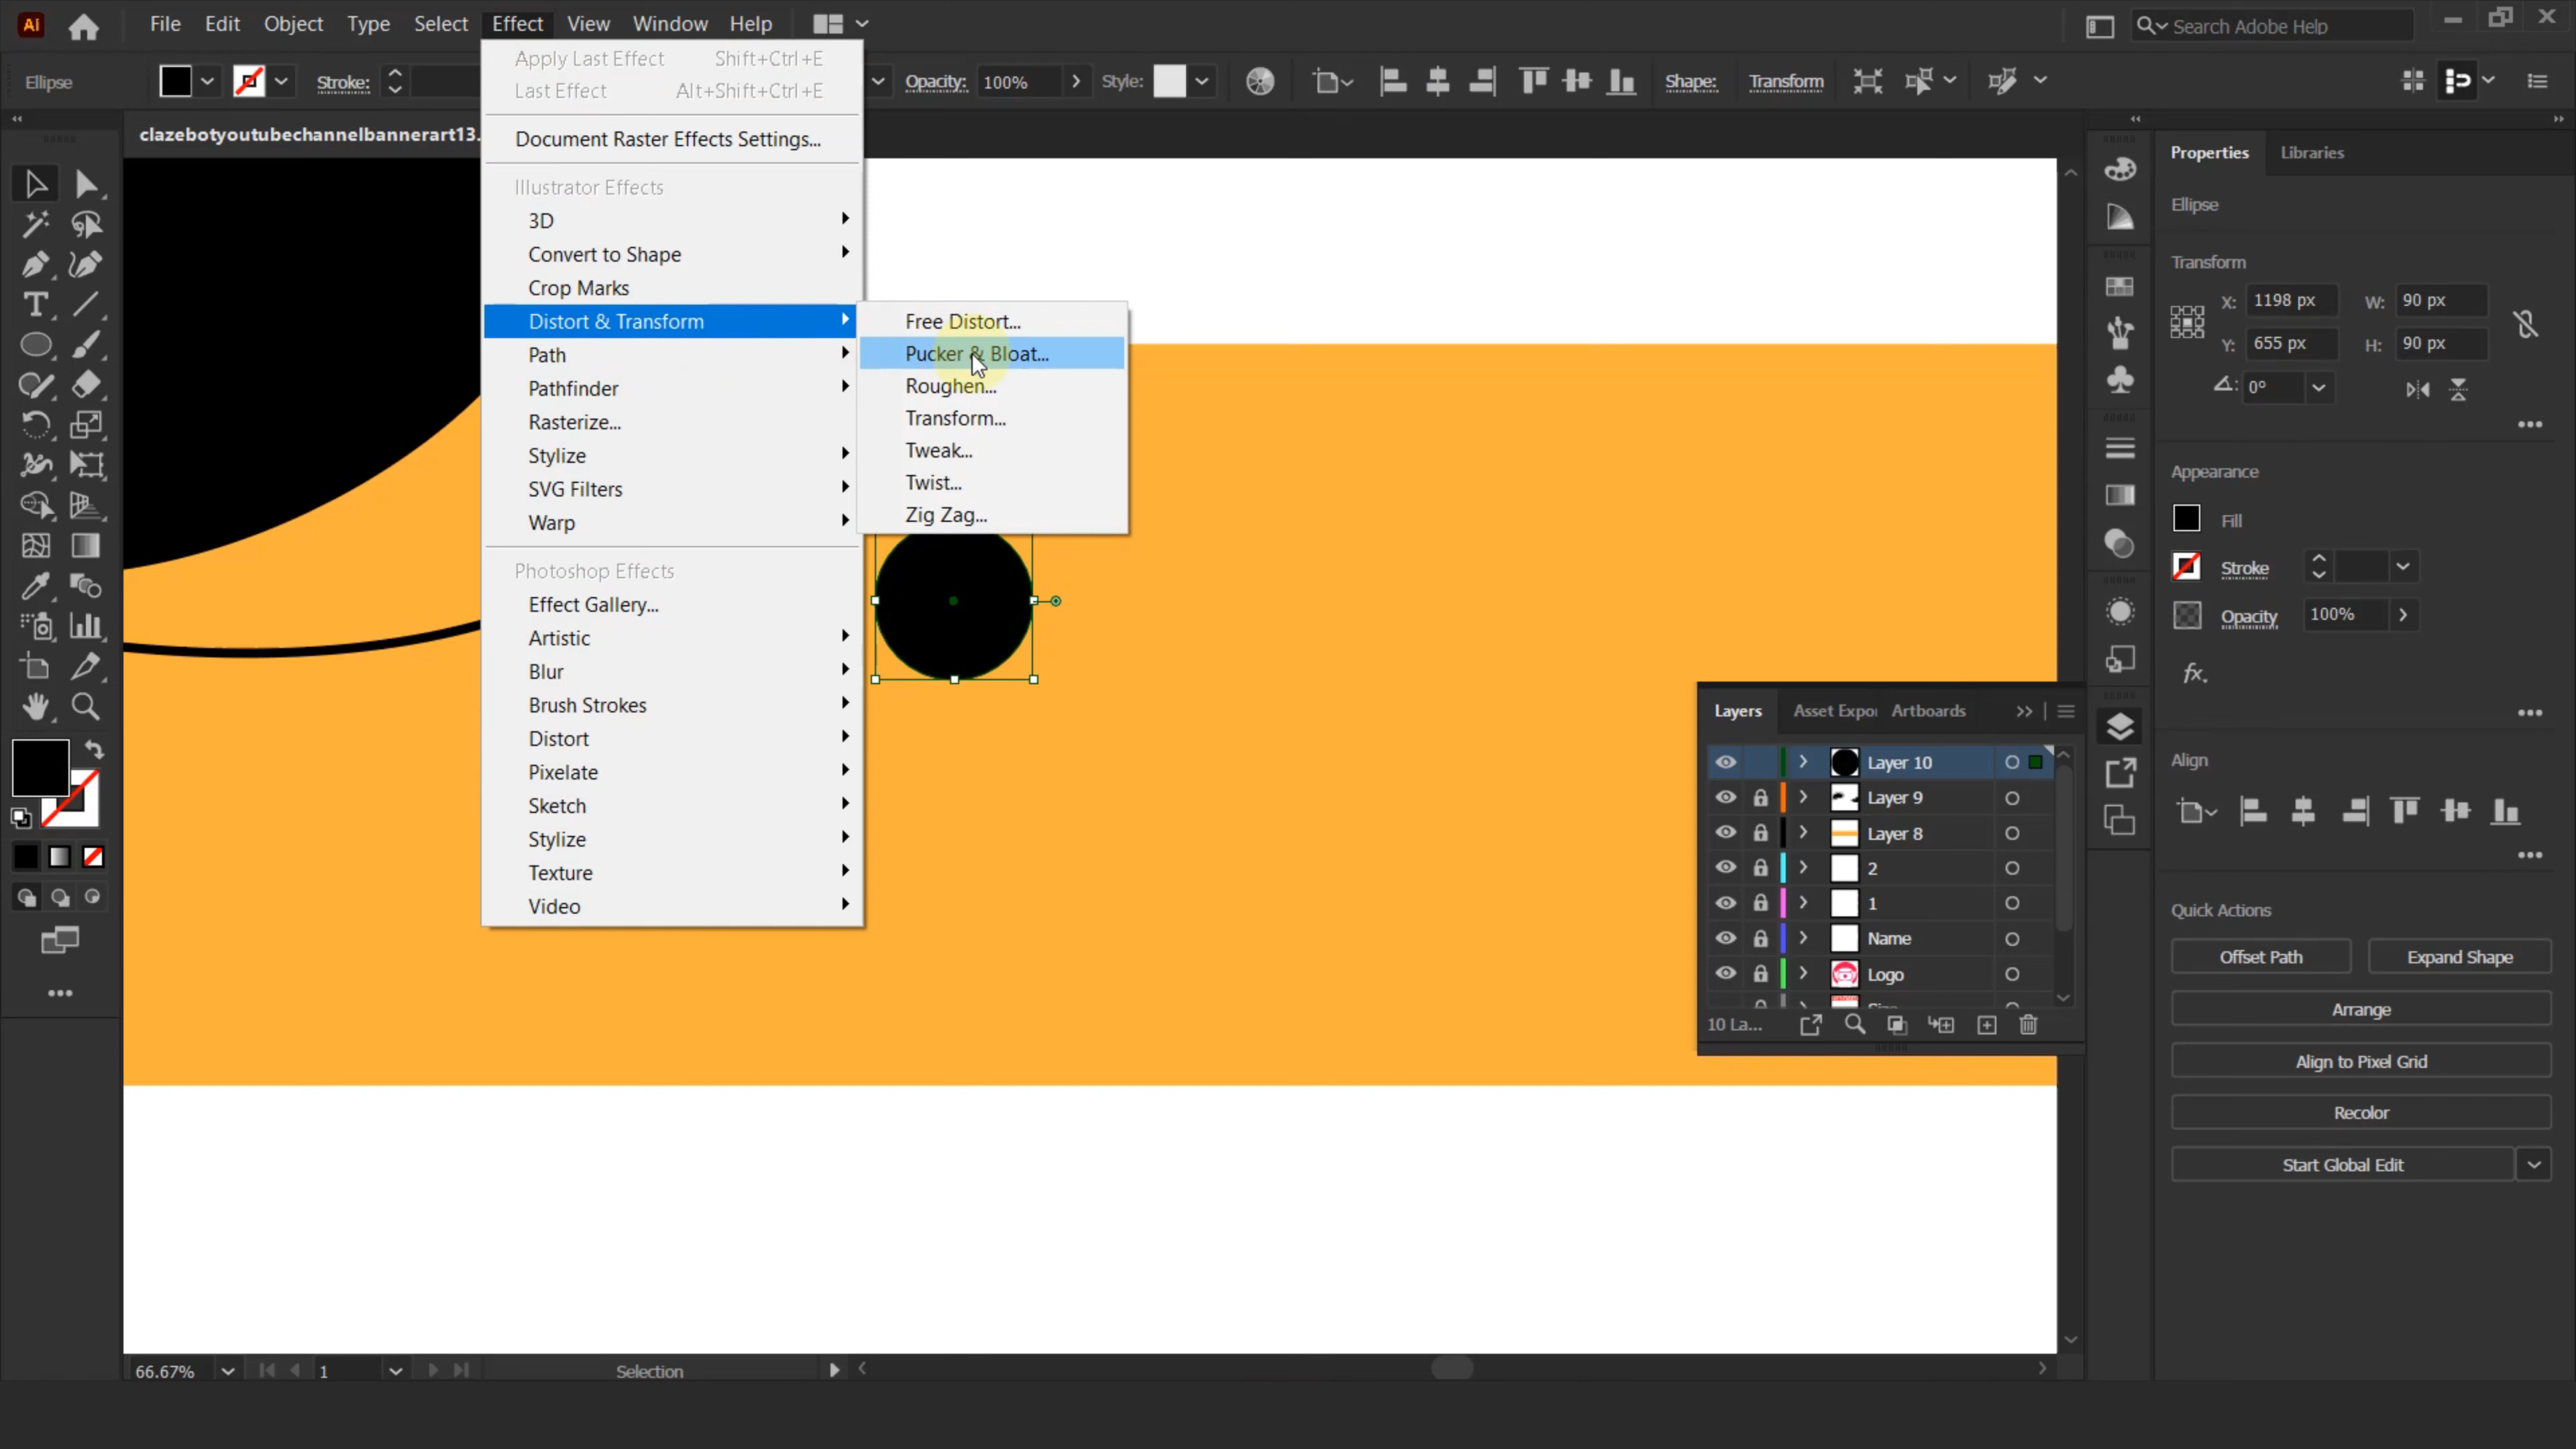 Ai File Edit Object Type Select Effect View Window Help Search Adobe Help
Ellipse Stroke: Opacity: 100% Style: Shape: Transform
clazebotyoutubechannelbannerart13.
Apply Last Effect Shift+Ctrl+E
Last Effect Alt+Shift+Ctrl+E
Document Raster Effects Settings...
Illustrator Effects
3D
Convert to Shape
Crop Marks
Distort & Transform
Path
Pathfinder
Rasterize...
Stylize
SVG Filters
Warp
Photoshop Effects
Effect Gallery...
Artistic
Blur
Brush Strokes
Distort
Pixelate
Sketch
Stylize
Texture
Video
Free Distort...
Pucker & Bloat...
Roughen...
Transform...
Tweak...
Twist...
Zig Zag...
Layers Asset Expo Artboards
Layer 10
Layer 9
Layer 8
2
1
Name
Logo
10 La...
Properties Libraries
Ellipse
Transform
X: 1198 px W: 90 px
Y: 655 px H: 90 px
0°
Appearance
Fill
Stroke
Opacity 100%
fx.
Align
Quick Actions
Offset Path Expand Shape
Arrange
Align to Pixel Grid
Recolor
Start Global Edit
66.67% 1 Selection